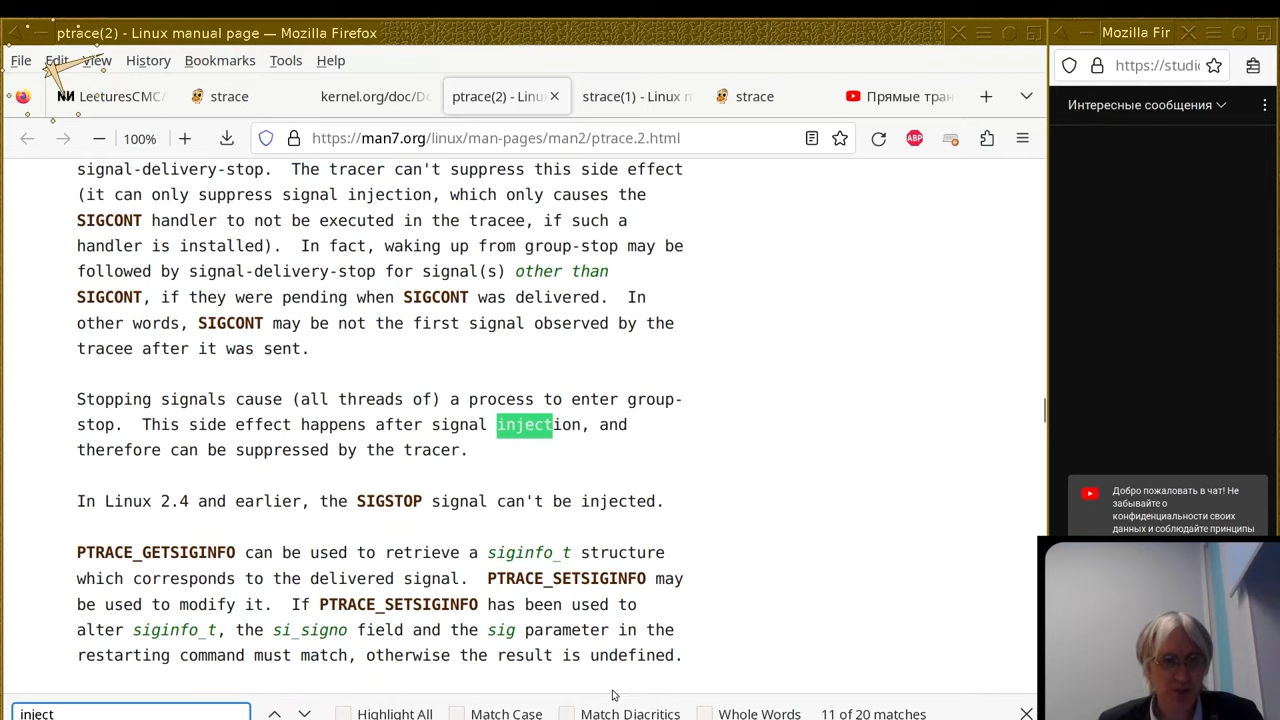 ptrace(2) - Linux manual page — Mozilla Firefox
Mozilla Fir
File Edit View History Bookmarks Tools Help
https://studi
LecturesCMC/
strace
kernel.org/doc/D
ptrace(2) - Linu
strace(1) - Linux n
strace
Прямые тран
Интересные сообщения
100%
https://man7.org/linux/man-pages/man2/ptrace.2.html
ABP
signal-delivery-stop. The tracer can't suppress this side effect
(it can only suppress signal injection, which only causes the
SIGCONT handler to not be executed in the tracee, if such a
handler is installed). In fact, waking up from group-stop may be
followed by signal-delivery-stop for signal(s) other than
SIGCONT, if they were pending when SIGCONT was delivered. In
other words, SIGCONT may be not the first signal observed by the
tracee after it was sent.
Stopping signals cause (all threads of) a process to enter group-
stop. This side effect happens after signal injection, and
therefore can be suppressed by the tracer.
In Linux 2.4 and earlier, the SIGSTOP signal can't be injected.
PTRACE_GETSIGINFO can be used to retrieve a siginfo_t structure
which corresponds to the delivered signal. PTRACE_SETSIGINFO may
be used to modify it. If PTRACE_SETSIGINFO has been used to
alter siginfo_t, the si_signo field and the sig parameter in the
restarting command must match, otherwise the result is undefined.
Добро пожаловать в чат! Не
забывайте о
конфиденциальности своих
данных и соблюдайте принципы
inject
Highlight All Match Case Match Diacritics Whole Words 11 of 20 matches